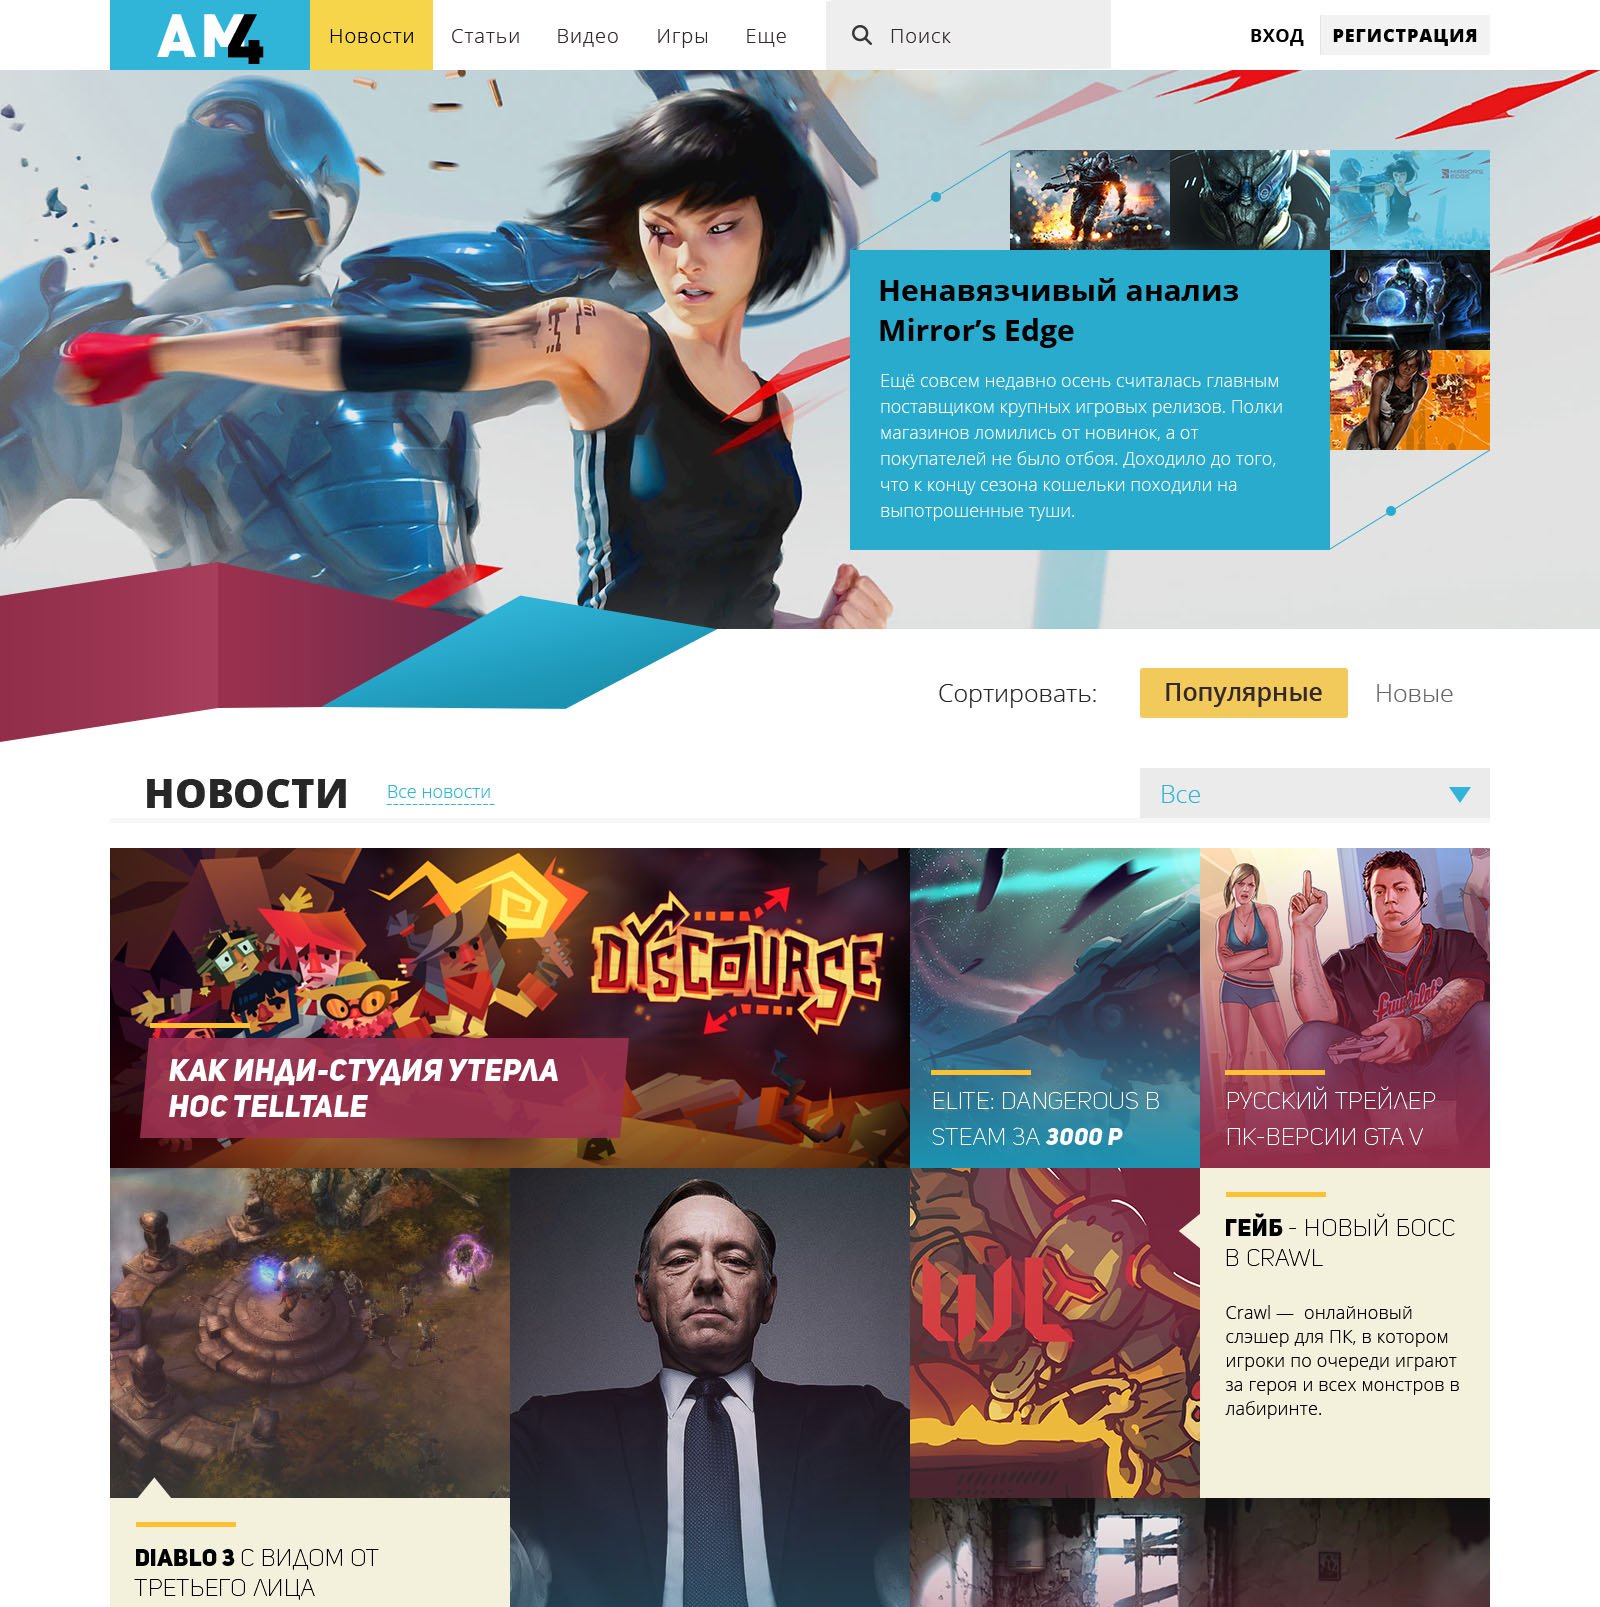 AM4
Новости Статьи Видео Игры Еще Поиск ВХОД РЕГИСТРАЦИЯ
MIRROR'S
EDGE
Ненавязчивый анализ
Mirror’s Edge
Ещё совсем недавно осень считалась главным
поставщиком крупных игровых релизов. Полки
магазинов ломились от новинок, а от
покупателей не было отбоя. Доходило до того,
что к концу сезона кошельки походили на
выпотрошенные туши.
Сортировать: Популярные Новые
НОВОСТИ Все новости Все
DYSCOURSE
КАК ИНДИ-СТУДИЯ УТЕРЛА
НОС TELLTALE
ELITE: DANGEROUS В
STEAM ЗА 3000 Р
РУССКИЙ ТРЕЙЛЕР
ПК-ВЕРСИИ GTA V
ГЕЙБ - НОВЫЙ БОСС
В CRAWL
Crawl —  онлайновый
слэшер для ПК, в котором
игроки по очереди играют
за героя и всех монстров в
лабиринте.
DIABLO 3 С ВИДОМ ОТ
ТРЕТЬЕГО ЛИЦА